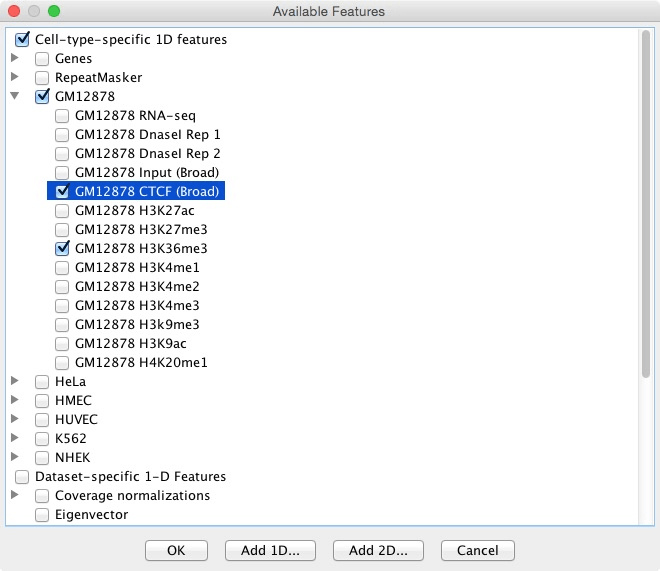 Available Features
Cell-type-specific 1D features
Genes
RepeatMasker
GM12878
GM12878 RNA-seq
GM12878 DnaseI Rep 1
GM12878 DnaseI Rep 2
GM12878 Input (Broad)
GM12878 CTCF (Broad)
GM12878 H3K27ac
GM12878 H3K27me3
GM12878 H3K36me3
GM12878 H3K4me1
GM12878 H3K4me2
GM12878 H3K4me3
GM12878 H3k9me3
GM12878 H3K9ac
GM12878 H4K20me1
HeLa
HMEC
HUVEC
K562
NHEK
Dataset-specific 1-D Features
Coverage normalizations
Eigenvector
OK Add 1D... Add 2D... Cancel